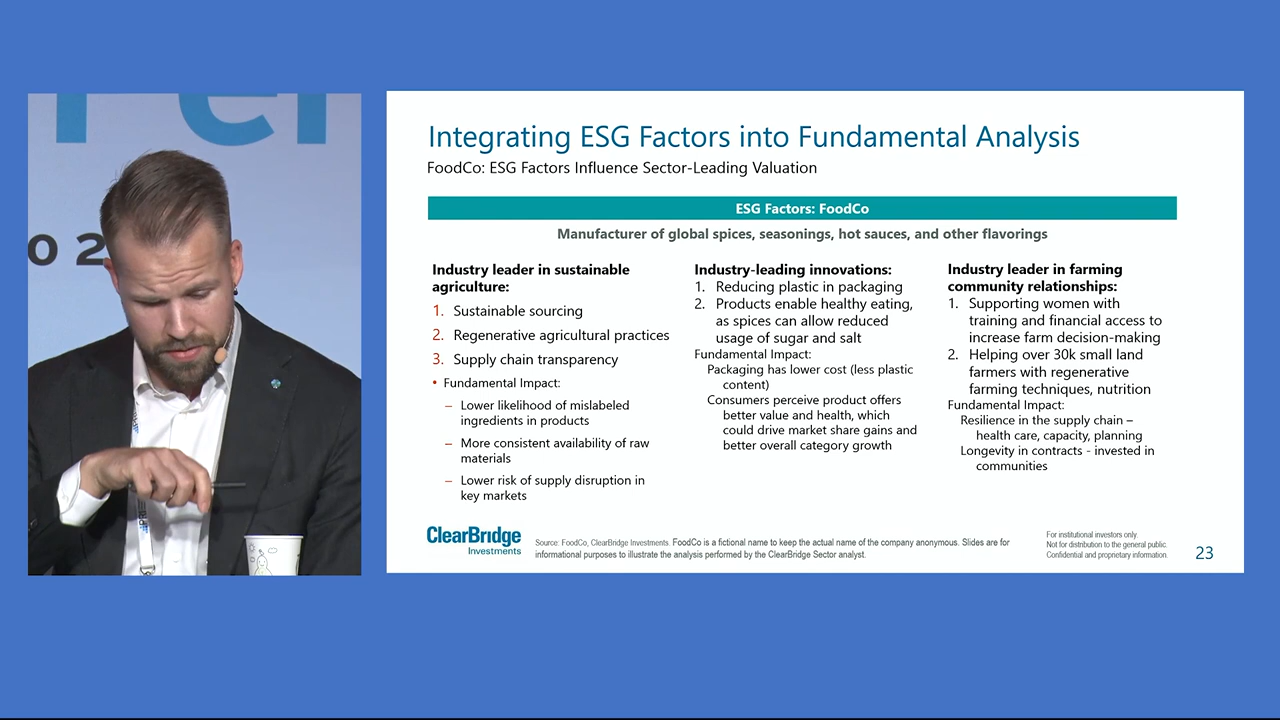 Per
0 2
Integrating ESG Factors into Fundamental Analysis
FoodCo: ESG Factors Influence Sector-Leading Valuation
ESG Factors: FoodCo
Manufacturer of global spices, seasonings, hot sauces, and other flavorings
Industry leader in sustainable
agriculture:
1. Sustainable sourcing
2. Regenerative agricultural practices
3. Supply chain transparency
• Fundamental Impact:
– Lower likelihood of mislabeled
ingredients in products
– More consistent availability of raw
materials
– Lower risk of supply disruption in
key markets
Industry-leading innovations:
1. Reducing plastic in packaging
2. Products enable healthy eating,
as spices can allow reduced
usage of sugar and salt
Fundamental Impact:
Packaging has lower cost (less plastic
content)
Consumers perceive product offers
better value and health, which
could drive market share gains and
better overall category growth
Industry leader in farming
community relationships:
1. Supporting women with
training and financial access to
increase farm decision-making
2. Helping over 30k small land
farmers with regenerative
farming techniques, nutrition
Fundamental Impact:
Resilience in the supply chain –
health care, capacity, planning
Longevity in contracts - invested in
communities
ClearBridge
Investments
Source: FoodCo, ClearBridge Investments. FoodCo is a fictional name to keep the actual name of the company anonymous. Slides are for
informational purposes to illustrate the analysis performed by the ClearBridge Sector analyst.
For institutional investors only.
Not for distribution to the general public.
Confidential and proprietary information.
23